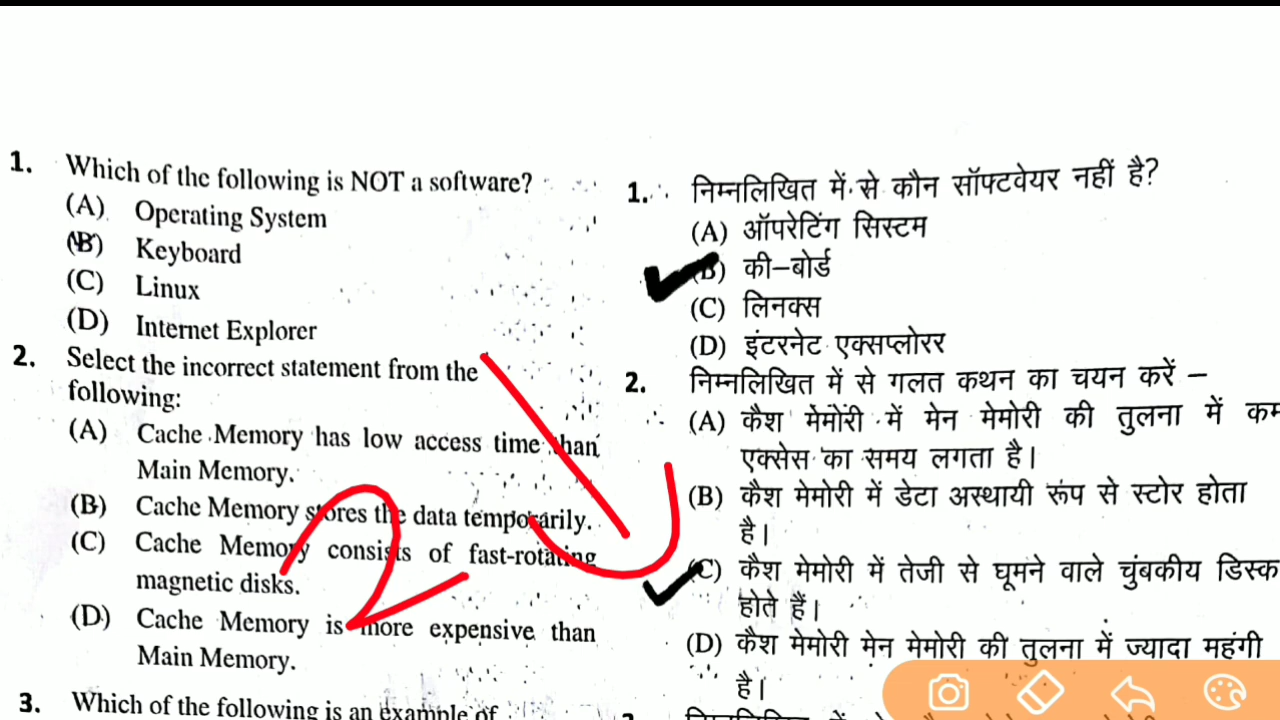 1. Which of the following is NOT a software?
(A) Operating System
(B) Keyboard
(C) Linux
(D) Internet Explorer
2. Select the incorrect statement from the
following:
(A) Cache Memory has low access time than
Main Memory.
(B) Cache Memory stores the data temporarily.
(C) Cache Memory consists of fast-rotating
magnetic disks.
(D) Cache Memory is more expensive than
Main Memory.
3. Which of the following is an example of
1. निम्नलिखित में से कौन सॉफ्टवेयर नहीं है?
(A) ऑपरेटिंग सिस्टम
(B) की–बोर्ड
(C) लिनक्स
(D) इंटरनेट एक्सप्लोरर
2. निम्नलिखित में से गलत कथन का चयन करें –
(A) कैश मेमोरी में मेन मेमोरी की तुलना में कम
एक्सेस का समय लगता है।
(B) कैश मेमोरी में डेटा अस्थायी रूप से स्टोर होता
है।
(C) कैश मेमोरी में तेजी से घूमने वाले चुंबकीय डिस्क
होते हैं।
(D) कैश मेमोरी मेन मेमोरी की तुलना में ज्यादा महंगी
है।
2